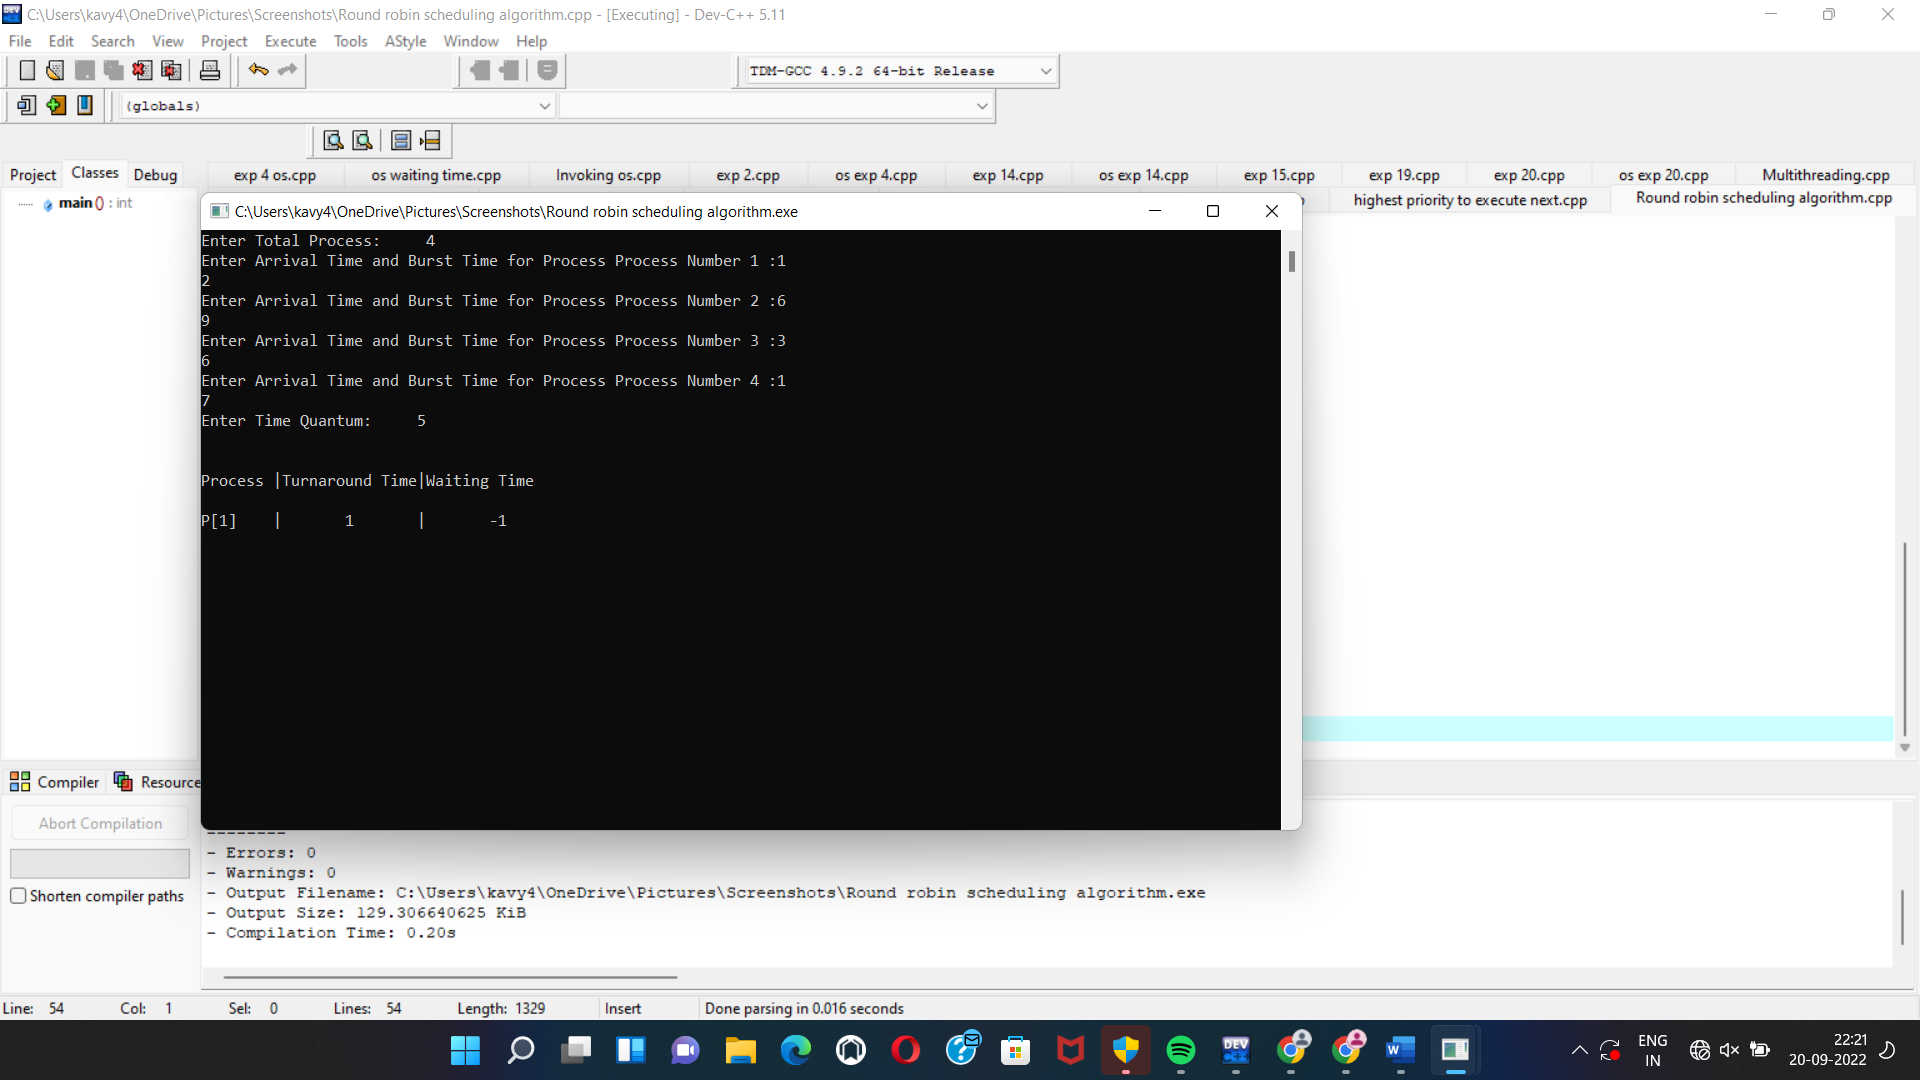 C:\Users\kavy4\OneDrive\Pictures\Screenshots\Round robin scheduling algorithm.cpp - [Executing] - Dev-C++ 5.11
File Edit Search View Project Execute Tools AStyle Window Help
TDM-GCC 4.9.2 64-bit Release
(globals)
Project Classes Debug
exp 4 os.cpp os waiting time.cpp Invoking os.cpp exp 2.cpp os exp 4.cpp exp 14.cpp os exp 14.cpp exp 15.cpp exp 19.cpp exp 20.cpp os exp 20.cpp Multithreading.cpp
highest priority to execute next.cpp Round robin scheduling algorithm.cpp
main () : int
C:\Users\kavy4\OneDrive\Pictures\Screenshots\Round robin scheduling algorithm.exe
Enter Total Process: 4
Enter Arrival Time and Burst Time for Process Process Number 1 :1
2
Enter Arrival Time and Burst Time for Process Process Number 2 :6
9
Enter Arrival Time and Burst Time for Process Process Number 3 :3
6
Enter Arrival Time and Burst Time for Process Process Number 4 :1
7
Enter Time Quantum: 5
Process |Turnaround Time|Waiting Time
P[1] | 1 | -1
Compiler Resource
Abort Compilation
Shorten compiler paths
--------
- Errors: 0
- Warnings: 0
- Output Filename: C:\Users\kavy4\OneDrive\Pictures\Screenshots\Round robin scheduling algorithm.exe
- Output Size: 129.306640625 KiB
- Compilation Time: 0.20s
Line: 54 Col: 1 Sel: 0 Lines: 54 Length: 1329 Insert Done parsing in 0.016 seconds
DEV C++
ENG
IN
22:21
20-09-2022